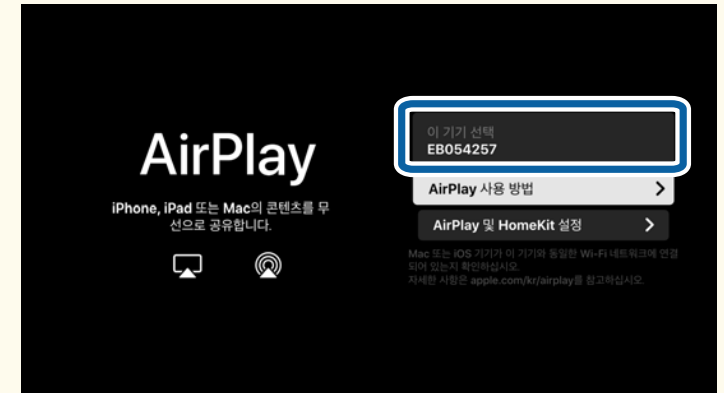 AirPlay
iPhone, iPad 또는 Mac의 콘텐츠를 무
선으로 공유합니다.
이 기기 선택
EB054257
AirPlay 사용 방법
AirPlay 및 HomeKit 설정
Mac 또는 iOS 기기가 이 기기와 동일한 Wi-Fi 네트워크에 연결
되어 있는지 확인하십시오.
자세한 사항은 apple.com/kr/airplay를 참고하십시오.